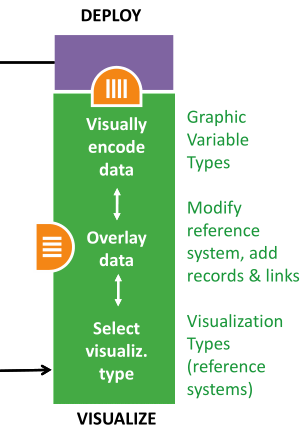 DEPLOY
Visually
encode
data
Graphic
Variable
Types
Overlay
data
Modify
reference
system, add
records & links
Select
visualiz.
type
Visualization
Types
(reference
systems)
VISUALIZE